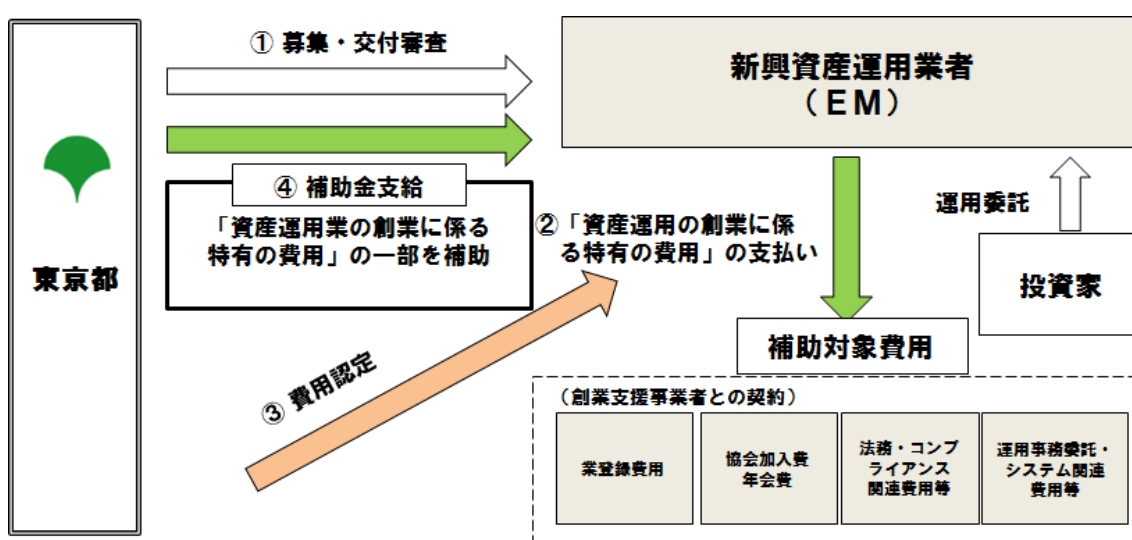 ① 募集・交付審査
新興資産運用業者
（ＥＭ）
④ 補助金支給
「資産運用業の創業に係る
特有の費用」の一部を補助
②「資産運用の創業に係
る特有の費用」の支払い
運用委託
東京都
投資家
補助対象費用
③ 費用認定
（創業支援事業者との契約）
業登録費用
協会加入費
年会費
法務・コンプ
ライアンス
関連費用等
運用事務委託・
システム関連
費用等